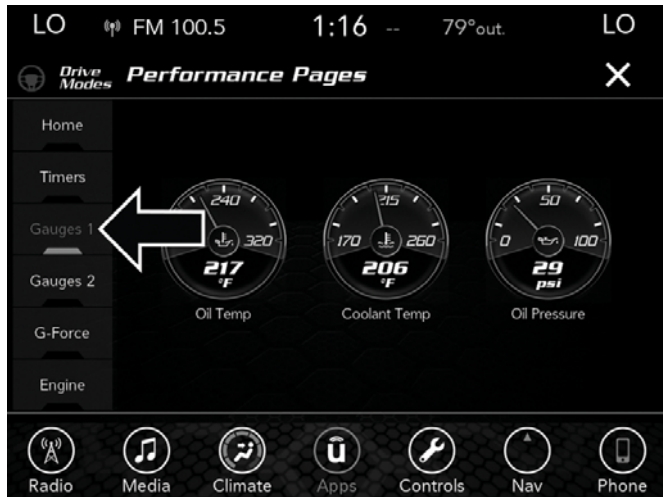 LO FM 100.5 1:16 -- 79°out. LO
Drive Modes Performance Pages X
Home
Timers
Gauges 1
Gauges 2
G-Force
Engine
240 320 217 °F
Oil Temp
215 170 260 206 °F
Coolant Temp
50 0 100 29 psi
Oil Pressure
Radio Media Climate Apps Controls Nav Phone